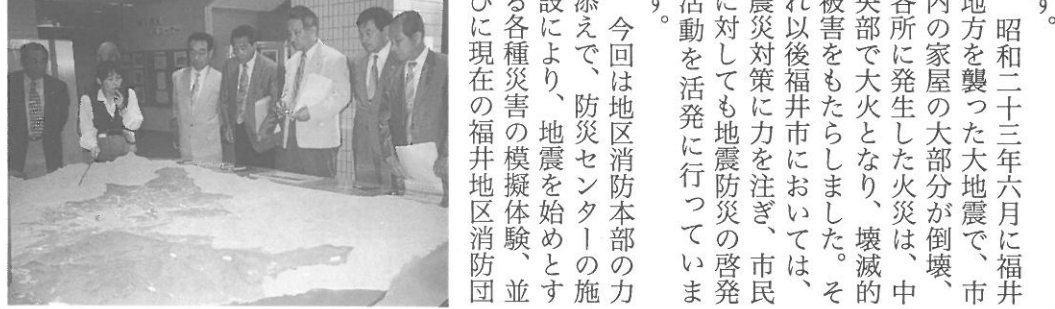 す。
昭和二十三年六月に福井
地方を襲った大地震で、市
内の家屋の大部分が倒壊、
各所に発生した火災は、中
央部で大火となり、壊滅的
被害をもたらしました。そ
れ以後福井市においては、
震災対策に力を注ぎ、市民
に対しても地震防災の啓発
活動を活発に行っていま
す。
今回は地区消防本部の力
添えで、防災センターの施
設により、地震を始めとす
る各種災害の模擬体験、並
びに現在の福井地区消防団